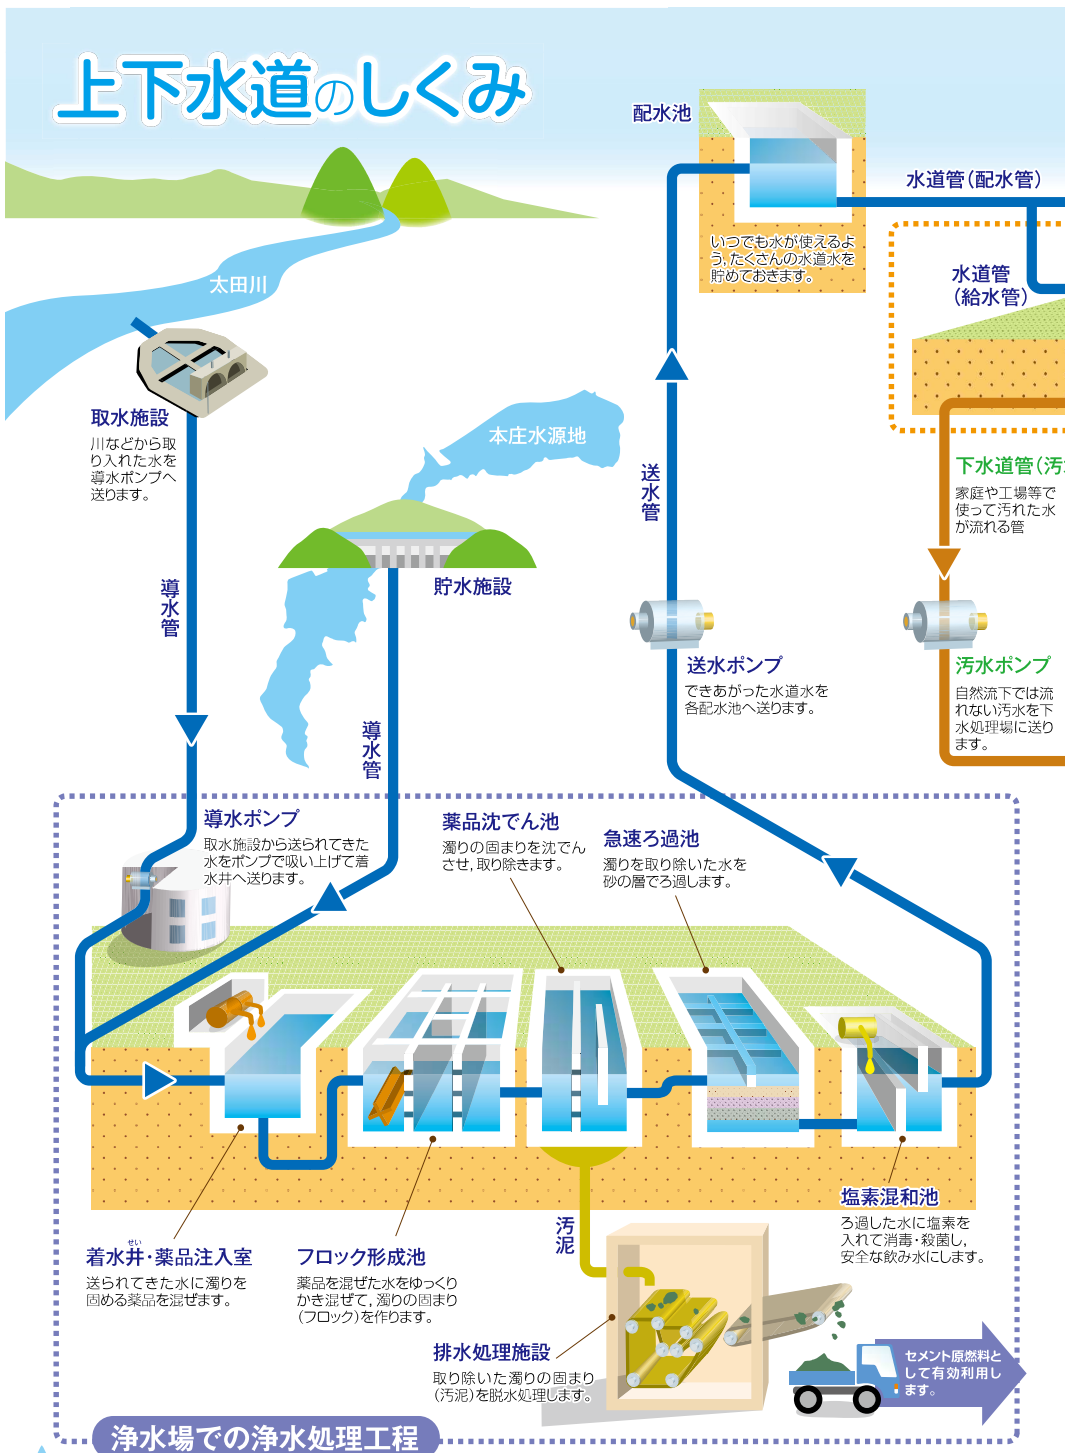 上下水道のしくみ
配水池
いつでも水が使えるよ
う,たくさんの水道水を
貯めておきます。
水道管(配水管)
水道管
(給水管)
太田川
取水施設
川などから取
り入れた水を
導水ポンプへ
送ります。
本庄水源地
貯水施設
導水管
導水管
送水管
下水道管(汚
家庭や工場等で
使って汚れた水
が流れる管
送水ポンプ
できあがった水道水を
各配水池へ送ります。
汚水ポンプ
自然流下では流
れない汚水を下
水処理場に送り
ます。
導水ポンプ
取水施設から送られてきた
水をポンプで吸い上げて着
水井へ送ります。
薬品沈でん池
濁りの固まりを沈でん
させ,取り除きます。
急速ろ過池
濁りを取り除いた水を
砂の層でろ過します。
せい
着水井・薬品注入室
送られてきた水に濁りを
固める薬品を混ぜます。
フロック形成池
薬品を混ぜた水をゆっくり
かき混ぜて,濁りの固まり
(フロック)を作ります。
汚泥
塩素混和池
ろ過した水に塩素を
入れて消毒・殺菌し,
安全な飲み水にします。
排水処理施設
取り除いた濁りの固まり
(汚泥)を脱水処理します。
セメント原燃料と
して有効利用し
ます。
浄水場での浄水処理工程